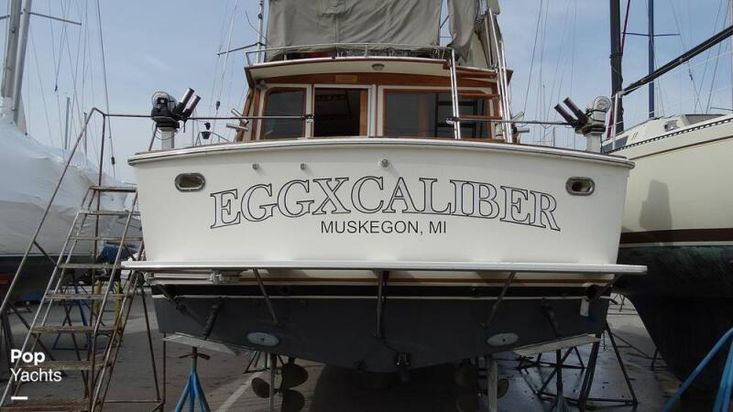 EGGXCALIBER
MUSKEGON, MI
Pop
Yachts